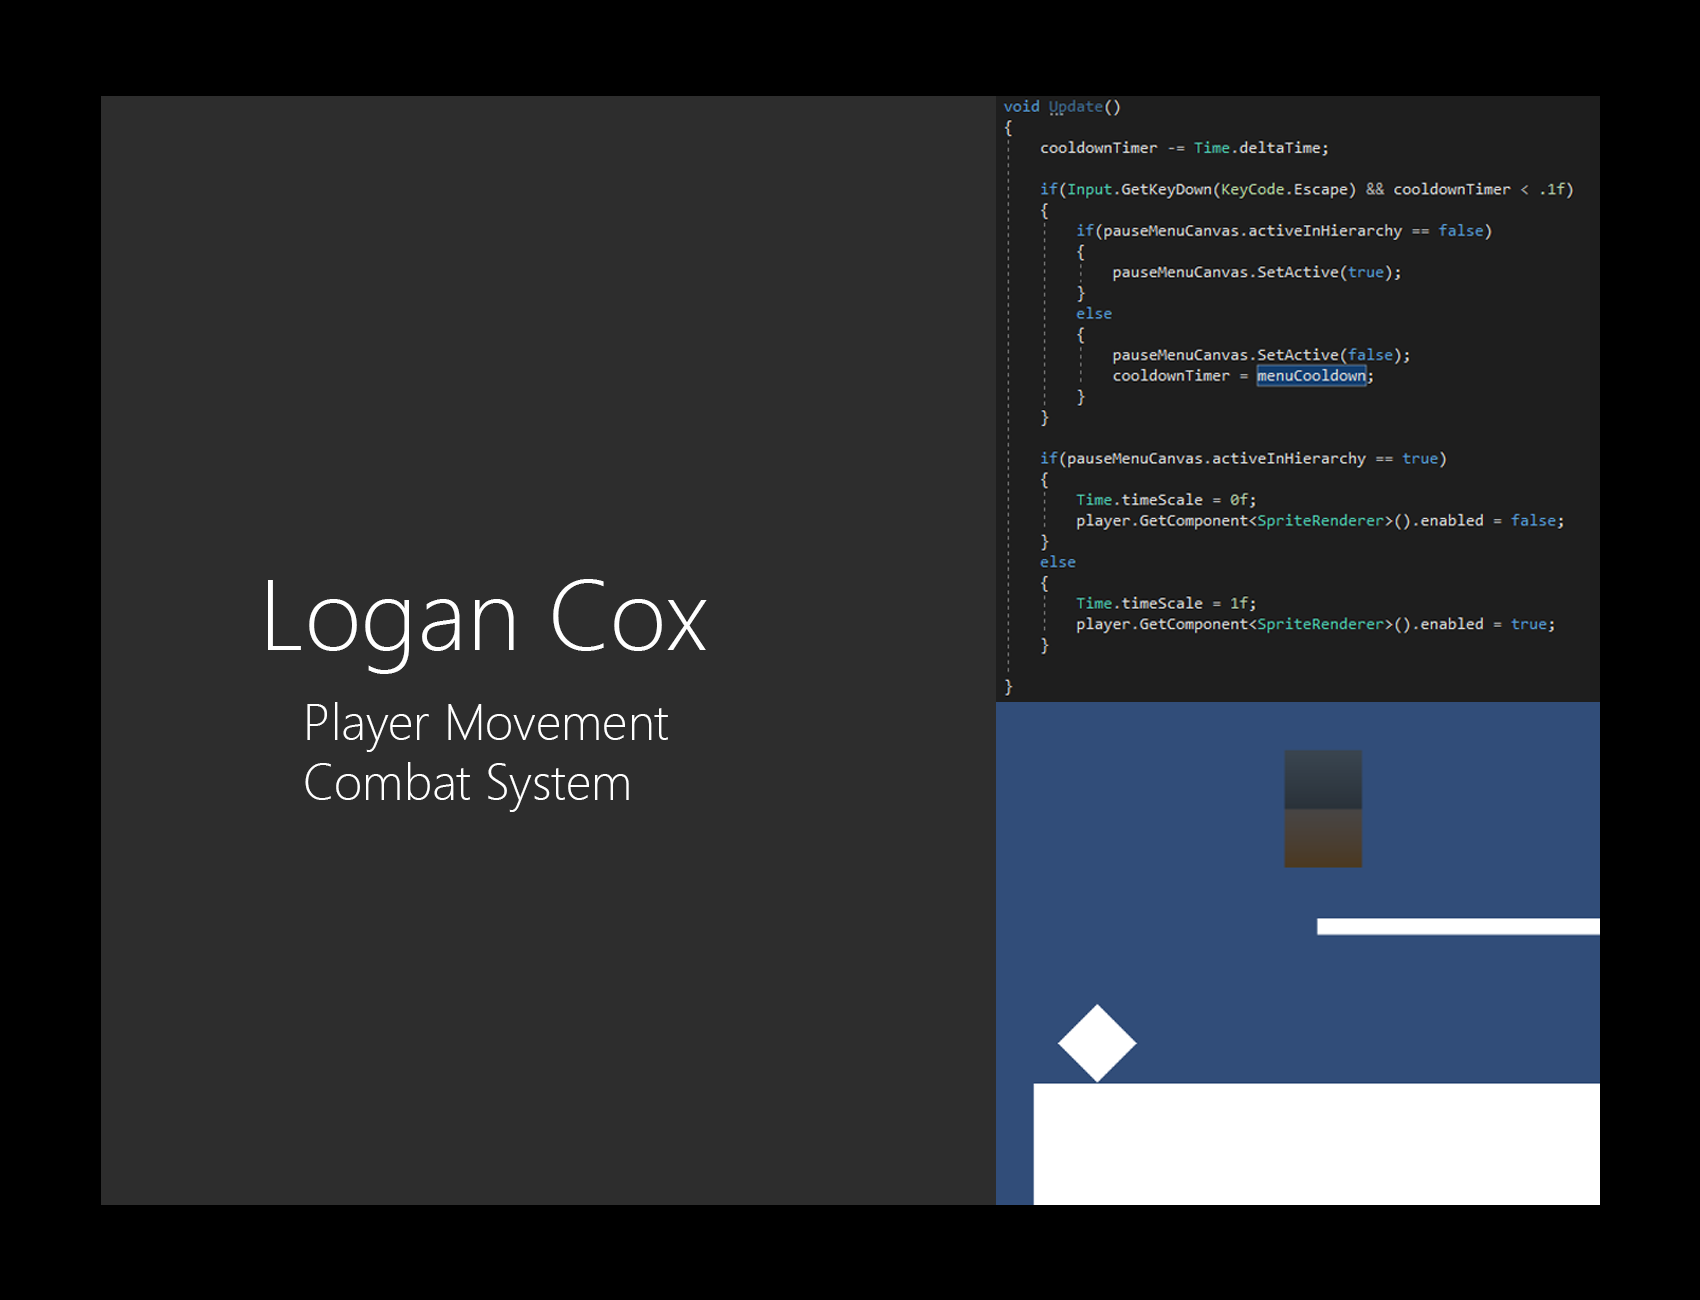 Logan Cox
Player Movement
Combat System
void Update()
{
    cooldownTimer -= Time.deltaTime;

    if(Input.GetKeyDown(KeyCode.Escape) && cooldownTimer < .1f)
    {
        if(pauseMenuCanvas.activeInHierarchy == false)
        {
            pauseMenuCanvas.SetActive(true);
        }
        else
        {
            pauseMenuCanvas.SetActive(false);
            cooldownTimer = menuCooldown;
        }
    }

    if(pauseMenuCanvas.activeInHierarchy == true)
    {
        Time.timeScale = 0f;
        player.GetComponent<SpriteRenderer>().enabled = false;
    }
    else
    {
        Time.timeScale = 1f;
        player.GetComponent<SpriteRenderer>().enabled = true;
    }

}